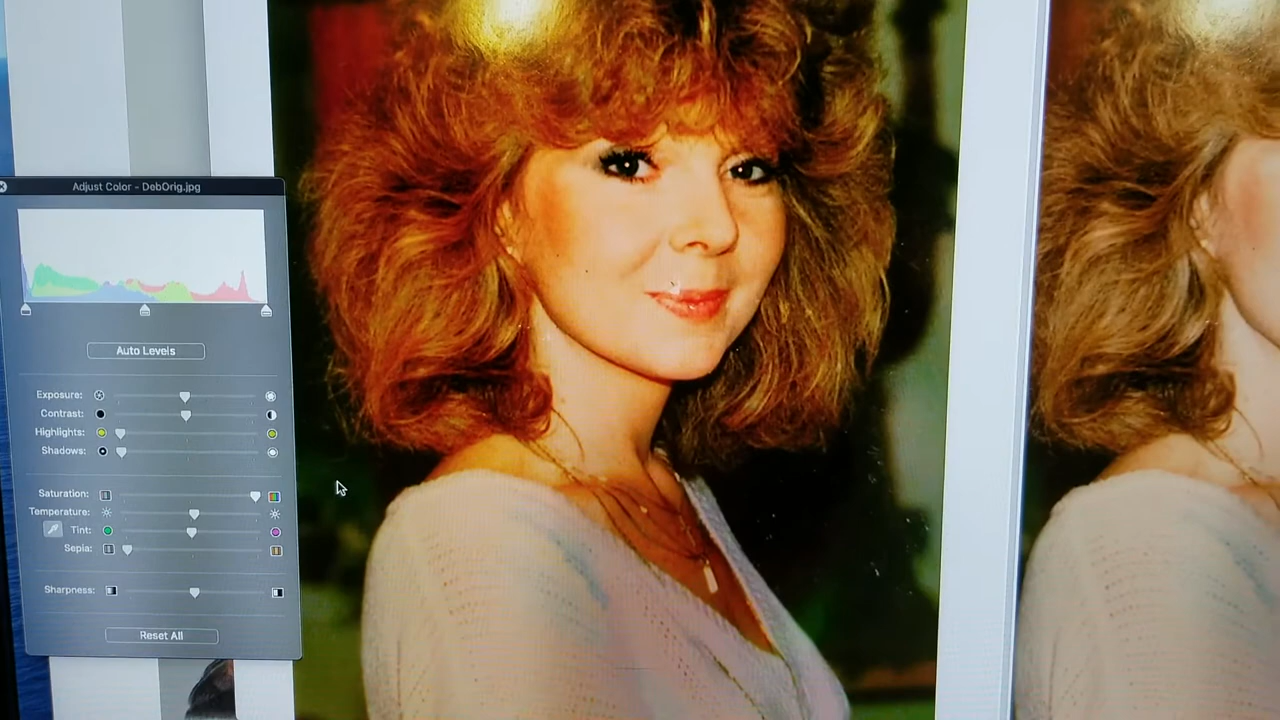 Adjust Color - DebOrig.jpg
Auto Levels
Exposure:
Contrast:
Highlights:
Shadows:
Saturation:
Temperature:
Tint:
Sepia:
Sharpness:
Reset All